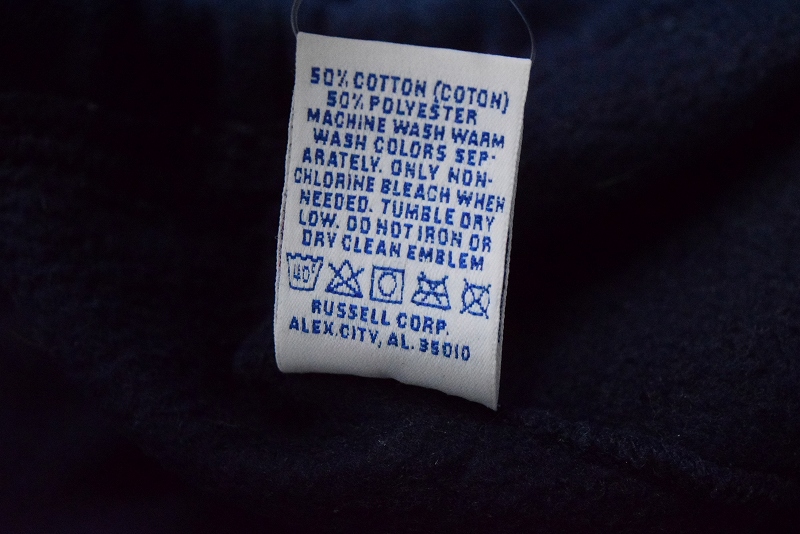 50% COTTON (COTON)
50% POLYESTER
MACHINE WASH WARM
WASH COLORS SEP-
ARATELY. ONLY NON-
CHLORINE BLEACH WHEN
NEEDED. TUMBLE DRY
LOW. DO NOT IRON OR
DRY CLEAN EMBLEM
40°
RUSSELL CORP.
ALEX.CITY, AL. 35010